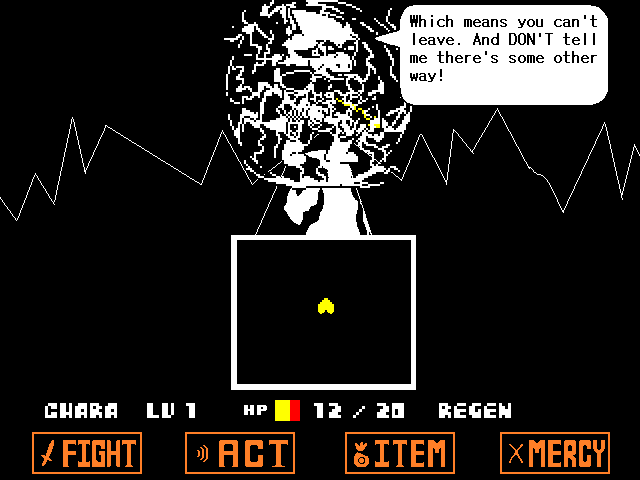 Which means you can't
leave. And DON'T tell
me there's some other
way!
CHARA LV 1 HP 12 / 20 REGEN
FIGHT ACT ITEM MERCY